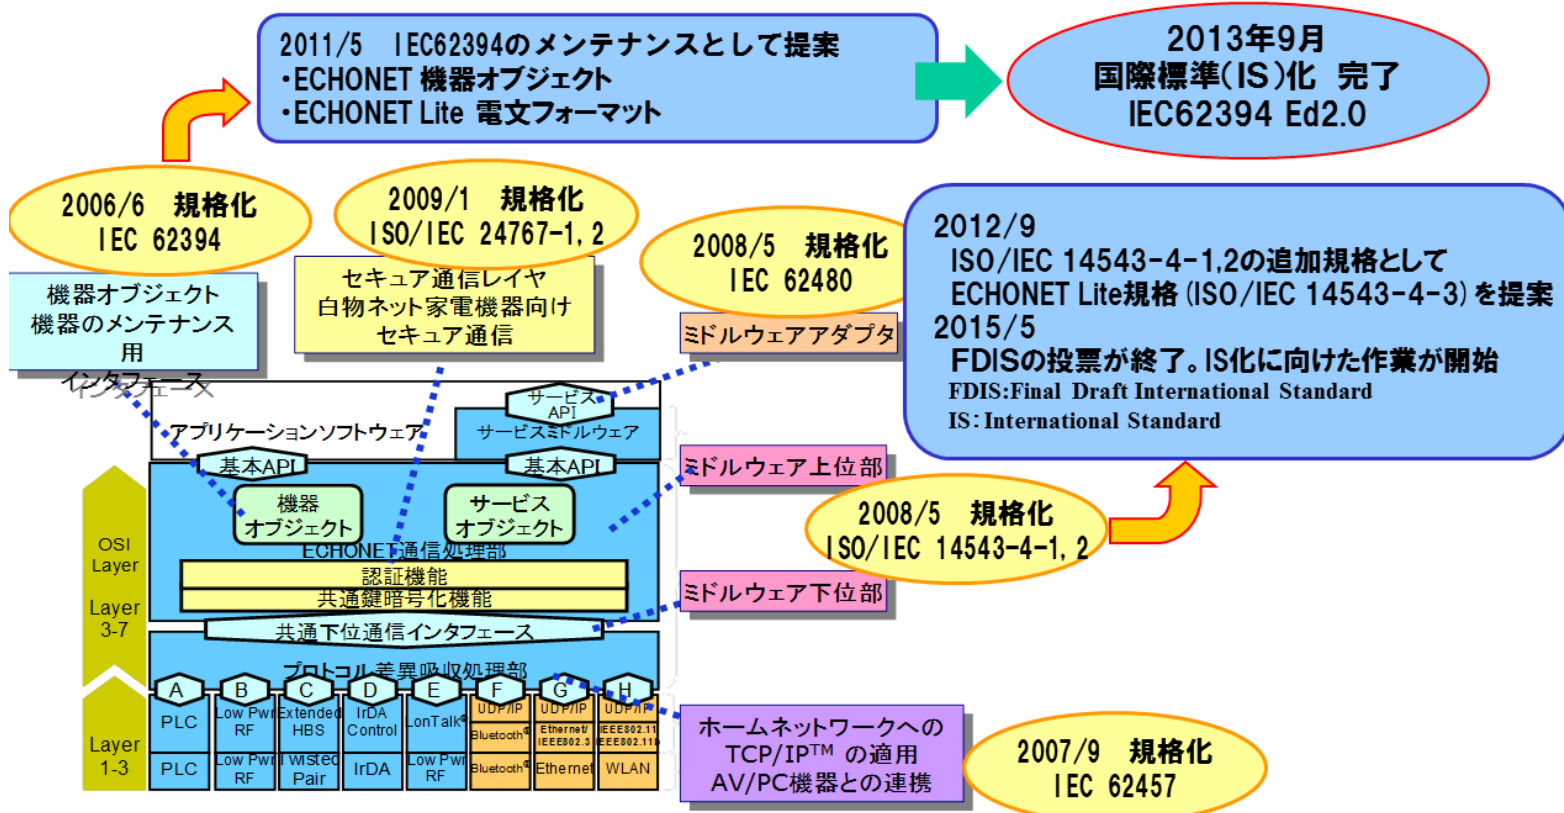 2011/5 IEC62394のメンテナンスとして提案
・ECHONET 機器オブジェクト
・ECHONET Lite 電文フォーマット
2013年9月
国際標準(IS)化 完了
IEC62394 Ed2.0
2006/6 規格化
IEC 62394
2009/1 規格化
ISO/IEC 24767-1, 2
2008/5 規格化
IEC 62480
2012/9
ISO/IEC 14543-4-1,2の追加規格として
ECHONET Lite規格 (ISO/IEC 14543-4-3) を提案
2015/5
FDISの投票が終了。IS化に向けた作業が開始
FDIS:Final Draft International Standard
IS：International Standard
機器オブジェクト
機器のメンテナンス
用
インタフェース
セキュア通信レイヤ
白物ネット家電機器向け
セキュア通信
ミドルウェアアダプタ
サービス
API
アプリケーションソフトウェア
サービスミドルウェア
基本API
基本API
ミドルウェア上位部
機器
オブジェクト
サービス
オブジェクト
2008/5 規格化
ISO/IEC 14543-4-1, 2
ECHONET通信処理部
OSI
Layer
Layer
3-7
認証機能
共通鍵暗号化機能
ミドルウェア下位部
共通下位通信インタフェース
プロトコル差異吸収処理部
A B C D E F G H
Layer
1-3
PLC
Low Pwr
RF
Extended
HBS
IrDA
Control
LonTalk®
UDP/IP
Bluetooth®
UDP/IP
Ethernet/
IEEE802.3
UDP/IP
IEEE802.11
IEEE802.11b
PLC
Low Pwr
RF
Twisted
Pair
IrDA
Low Pwr
RF
Bluetooth®
Ethernet
WLAN
ホームネットワークへの
TCP/IP™ の適用
AV/PC機器との連携
2007/9 規格化
IEC 62457